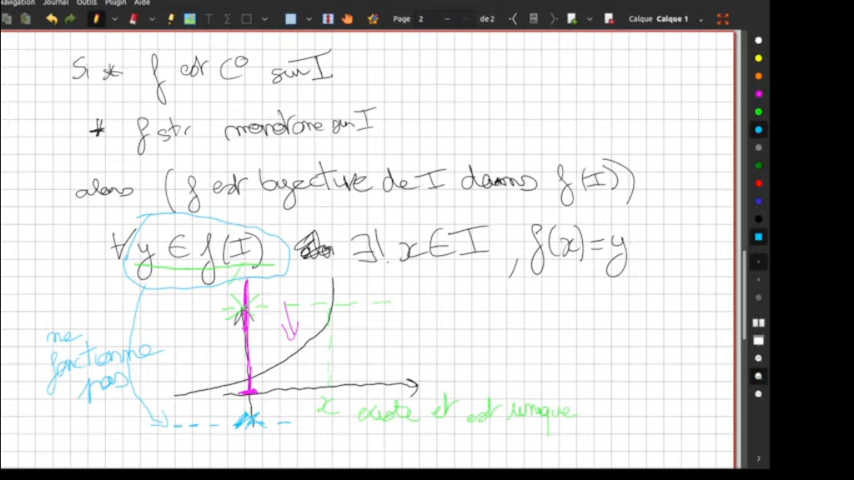 Navigation Journal Outils Plugin Aide
Page 2 de 2 Calque Calque 1
Si * f est C⁰ sur I
* f str. monotone sur I
alors (f est bijective de I dans f(I))
∀ y ∈ f(I) ∃! x ∈ I, f(x) = y
ne fonctionne pas
x existe et est unique